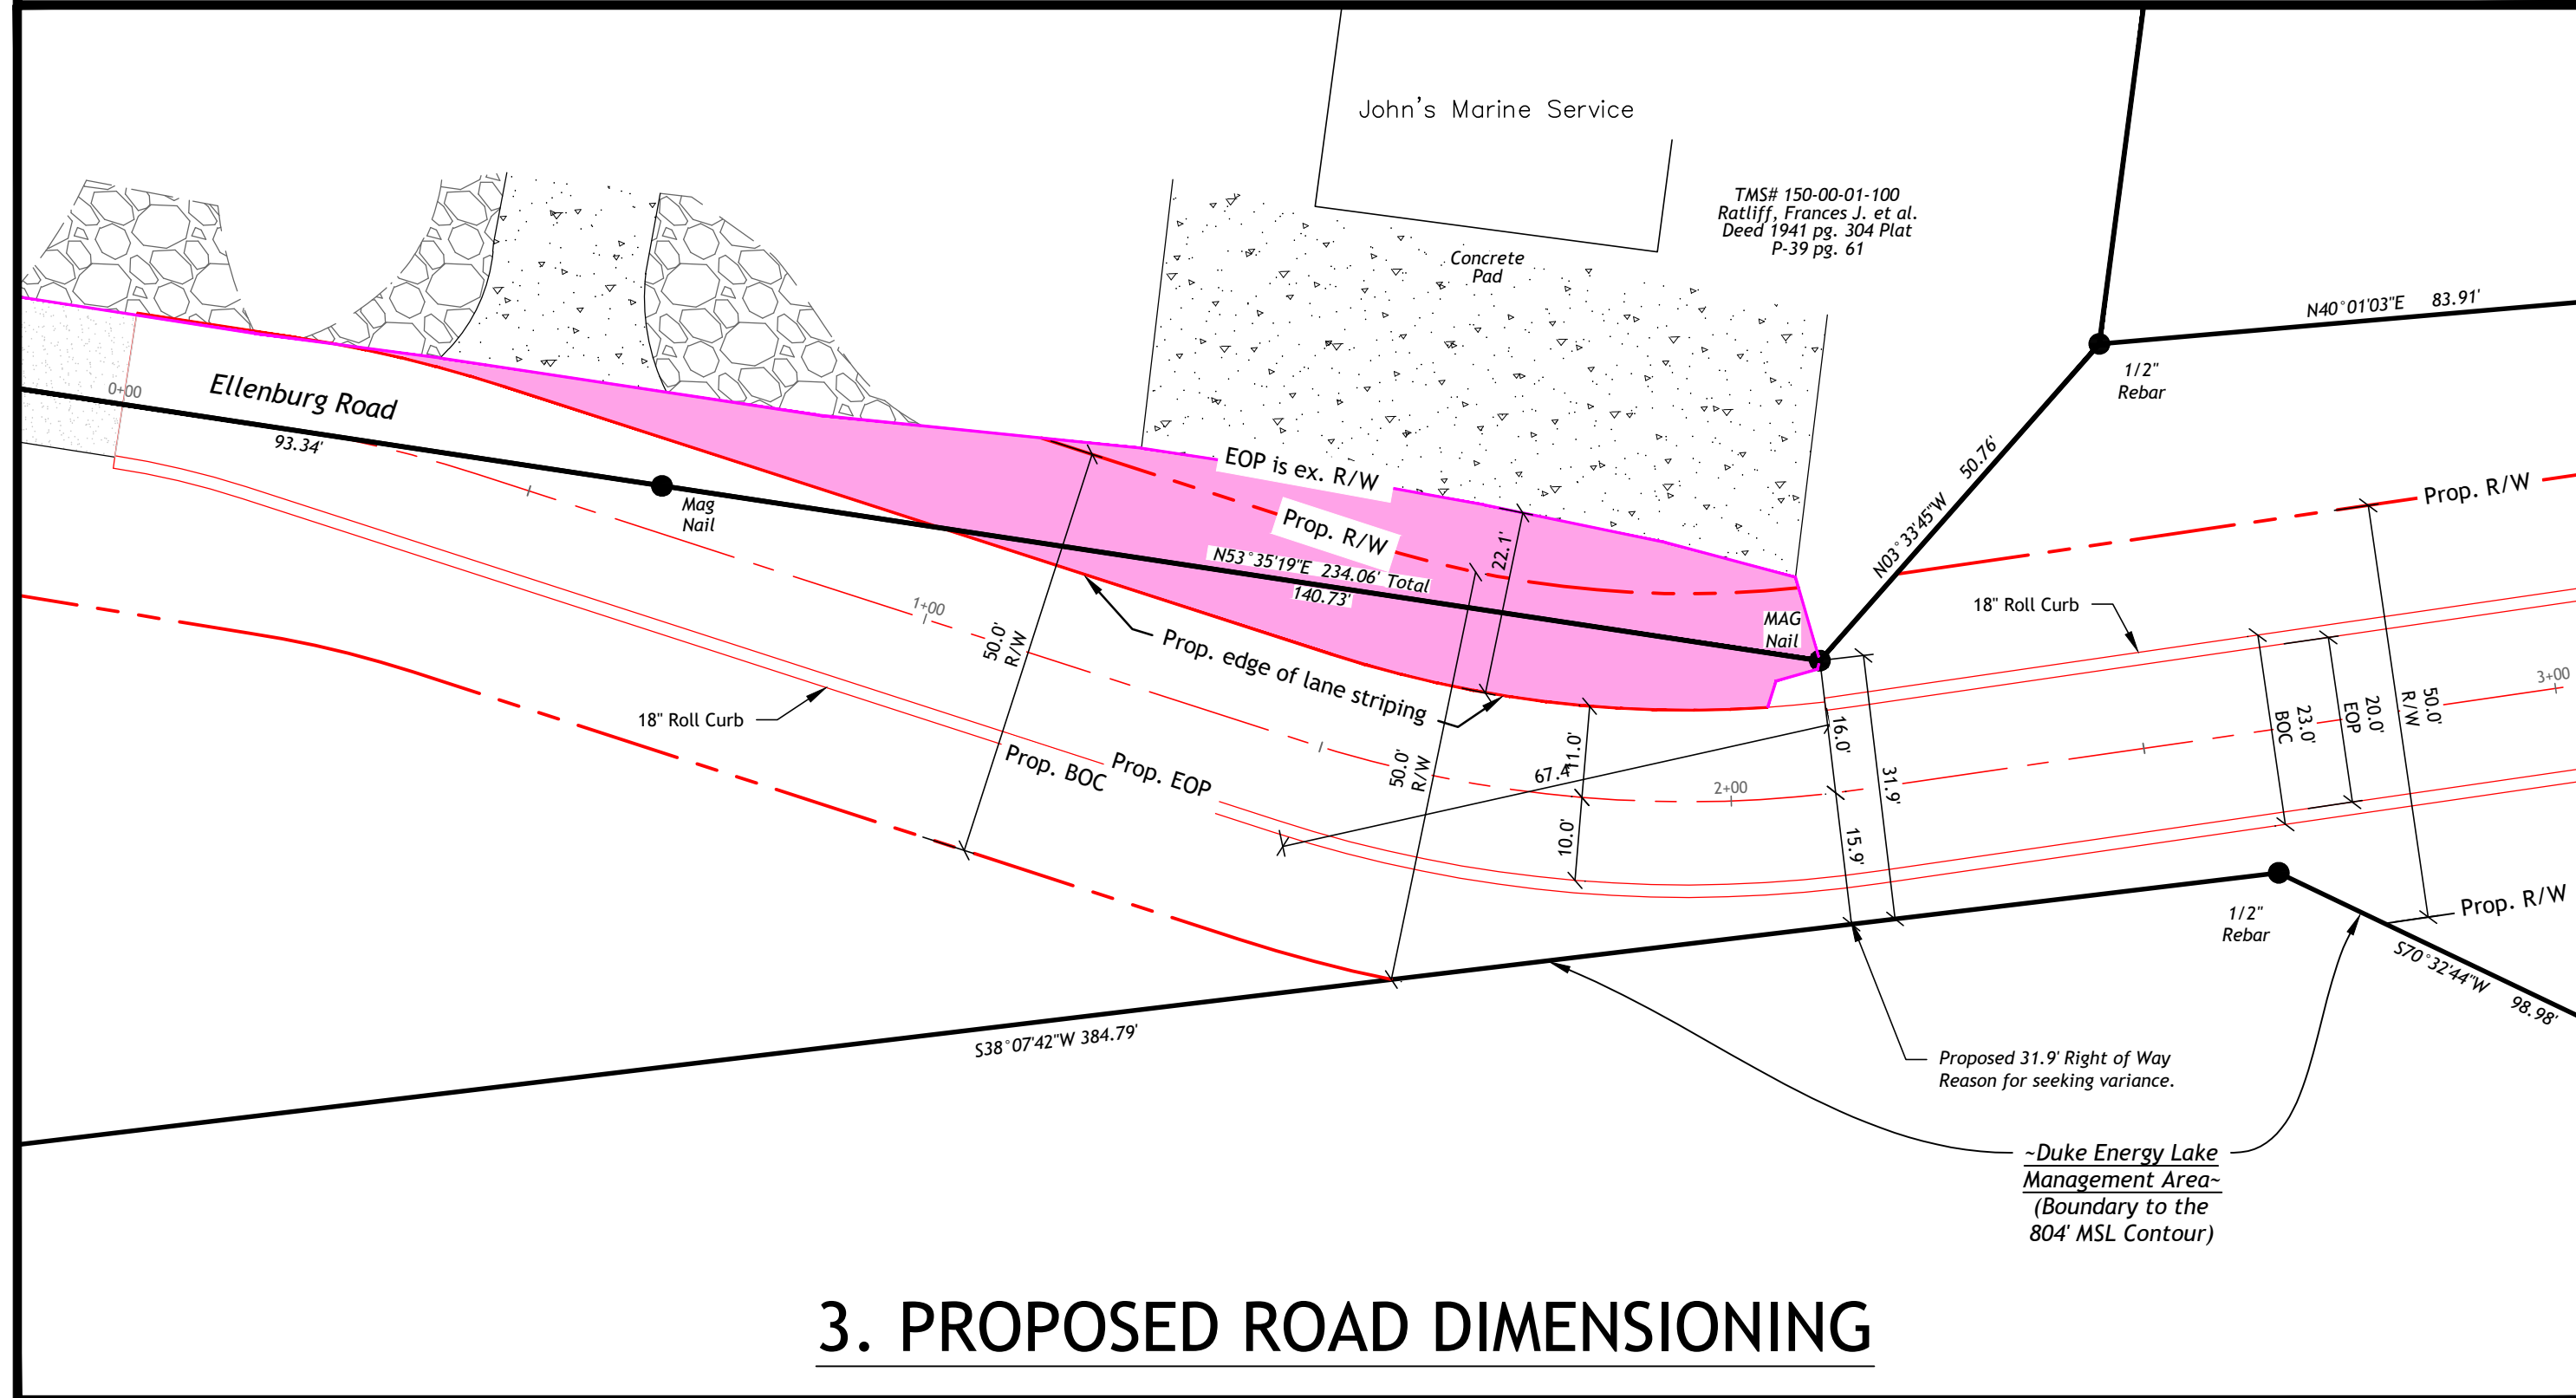 John's Marine Service
TMS# 150-00-01-100
Ratliff, Frances J. et al.
Deed 1941 pg. 304 Plat
P-39 pg. 61
Concrete
Pad
N40°01'03"E 83.91'
1/2"
Rebar
0+00
Ellenburg Road
93.34'
Mag
Nail
EOP is ex. R/W
Prop. R/W
22.1'
N53°35'19"E 234.06' Total
140.73'
N03°33'45"W 50.76'
Prop. R/W
1+00
50.0'
R/W
Prop. edge of lane striping
MAG
Nail
18" Roll Curb
18" Roll Curb
3+00
Prop. BOC
Prop. EOP
50.0'
R/W
67.4'
11.0'
10.0'
2+00
16.0'
15.9'
31.9'
23.0'
BOC
20.0'
EOP
50.0'
R/W
1/2"
Rebar
Prop. R/W
S70°32'44"W 98.98'
S38°07'42"W 384.79'
Proposed 31.9' Right of Way
Reason for seeking variance.
~Duke Energy Lake
Management Area~
(Boundary to the
804' MSL Contour)
3. PROPOSED ROAD DIMENSIONING